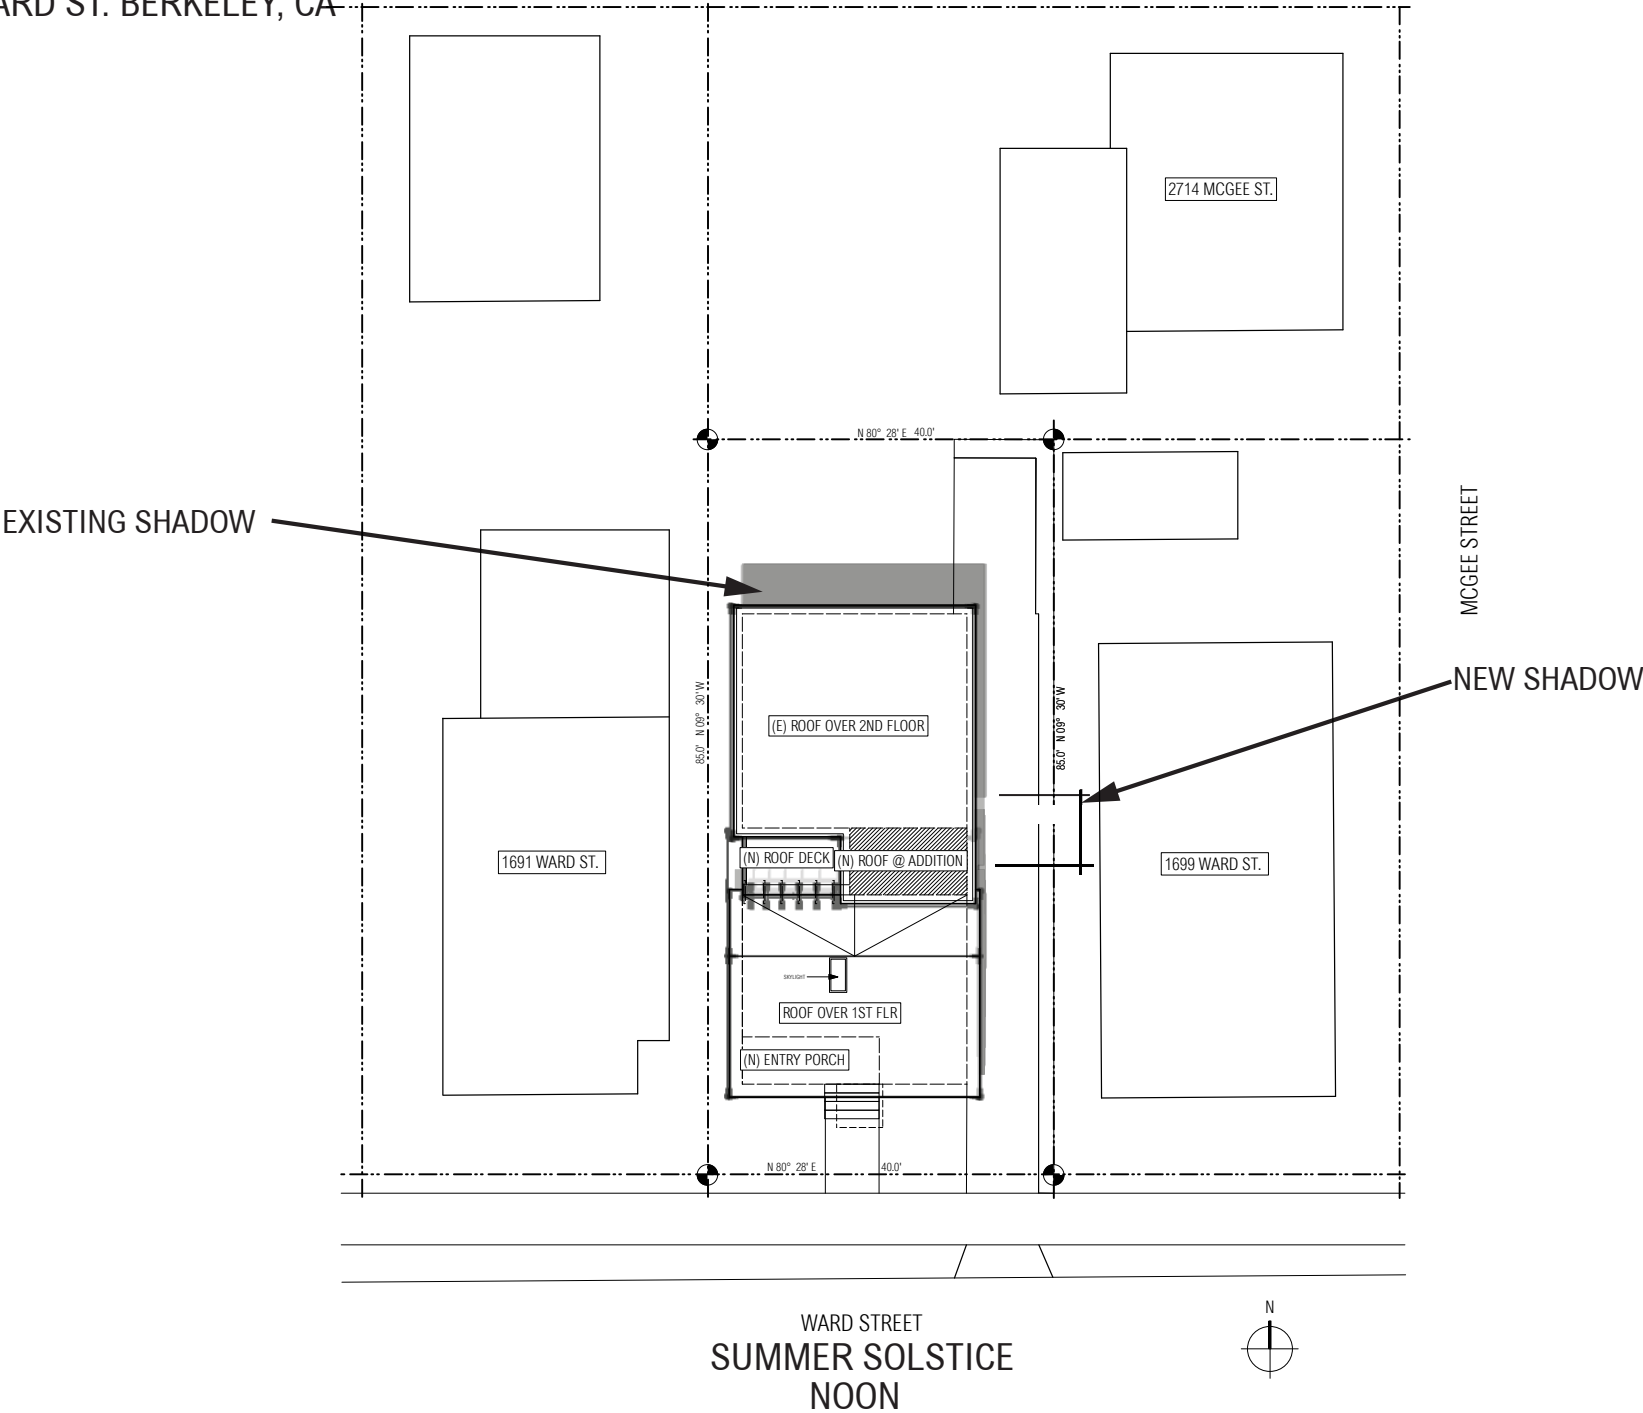 ARD ST. BERKELEY, CA
2714 MCGEE ST.
N 80° 28' E 40.0'
EXISTING SHADOW
MCGEE STREET
NEW SHADOW
85.0' N 09° 30' W
85.0' N 09° 30' W
(E) ROOF OVER 2ND FLOOR
1691 WARD ST.
(N) ROOF DECK
(N) ROOF @ ADDITION
1699 WARD ST.
SKYLIGHT
ROOF OVER 1ST FLR
(N) ENTRY PORCH
N 80° 28' E 40.0'
WARD STREET
N
SUMMER SOLSTICE
NOON